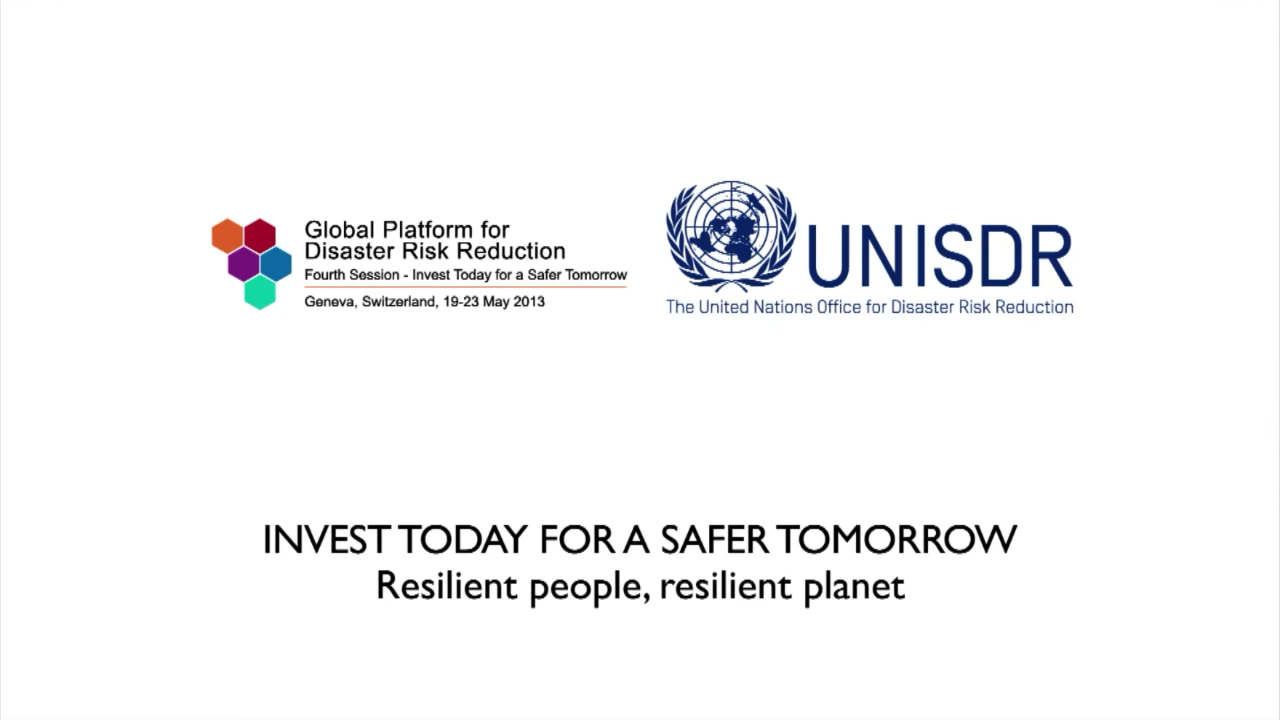 Global Platform for
Disaster Risk Reduction
Fourth Session - Invest Today for a Safer Tomorrow
Geneva, Switzerland, 19-23 May 2013
UNISDR
The United Nations Office for Disaster Risk Reduction
INVEST TODAY FOR A SAFER TOMORROW
Resilient people, resilient planet